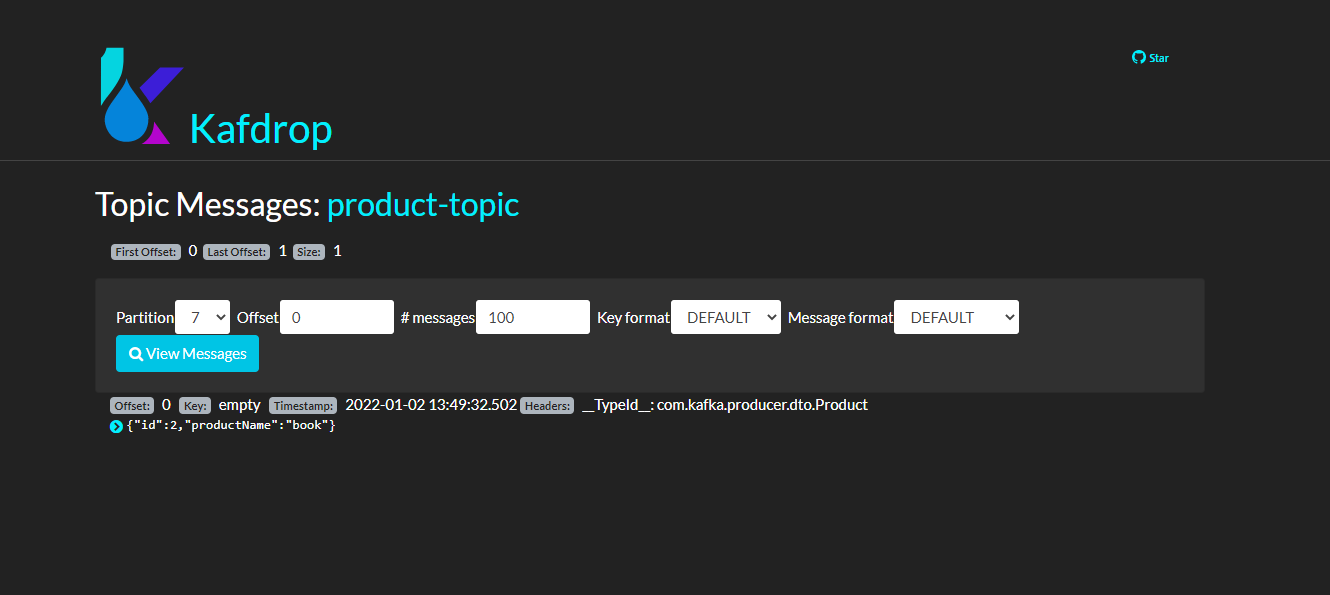 Star
Kafdrop
Topic Messages: product-topic
First Offset: 0 Last Offset: 1 Size: 1
Partition 7 Offset 0 # messages 100 Key format DEFAULT Message format DEFAULT
View Messages
Offset: 0 Key: empty Timestamp: 2022-01-02 13:49:32.502 Headers: __TypeId__: com.kafka.producer.dto.Product
{"id":2,"productName":"book"}